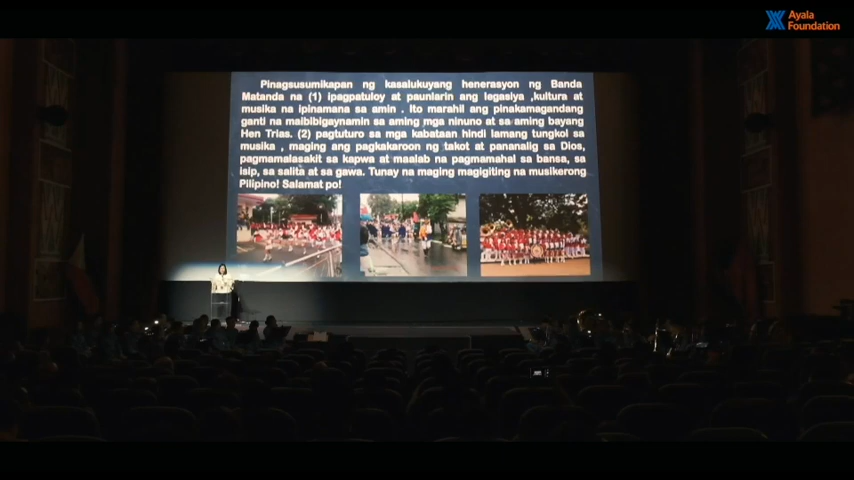 Ayala
Foundation
Pinagsusumikapan ng kasalukuyang henerasyon ng Banda
Matanda na (1) ipagpatuloy at paunlarin ang legasiya ,kultura at
musika na ipinamana sa amin . Ito marahil ang pinakamagandang
ganti na maibibigaynamin sa aming mga ninuno at sa aming bayang
Hen Trias. (2) pagtuturo sa mga kabataan hindi lamang tungkol sa
musika , maging ang pagkakaroon ng takot at pananalig sa Dios,
pagmamalasakit sa kapwa at maalab na pagmamahal sa bansa, sa
isip, sa salita at sa gawa. Tunay na maging magigiting na musikerong
Pilipino! Salamat po!